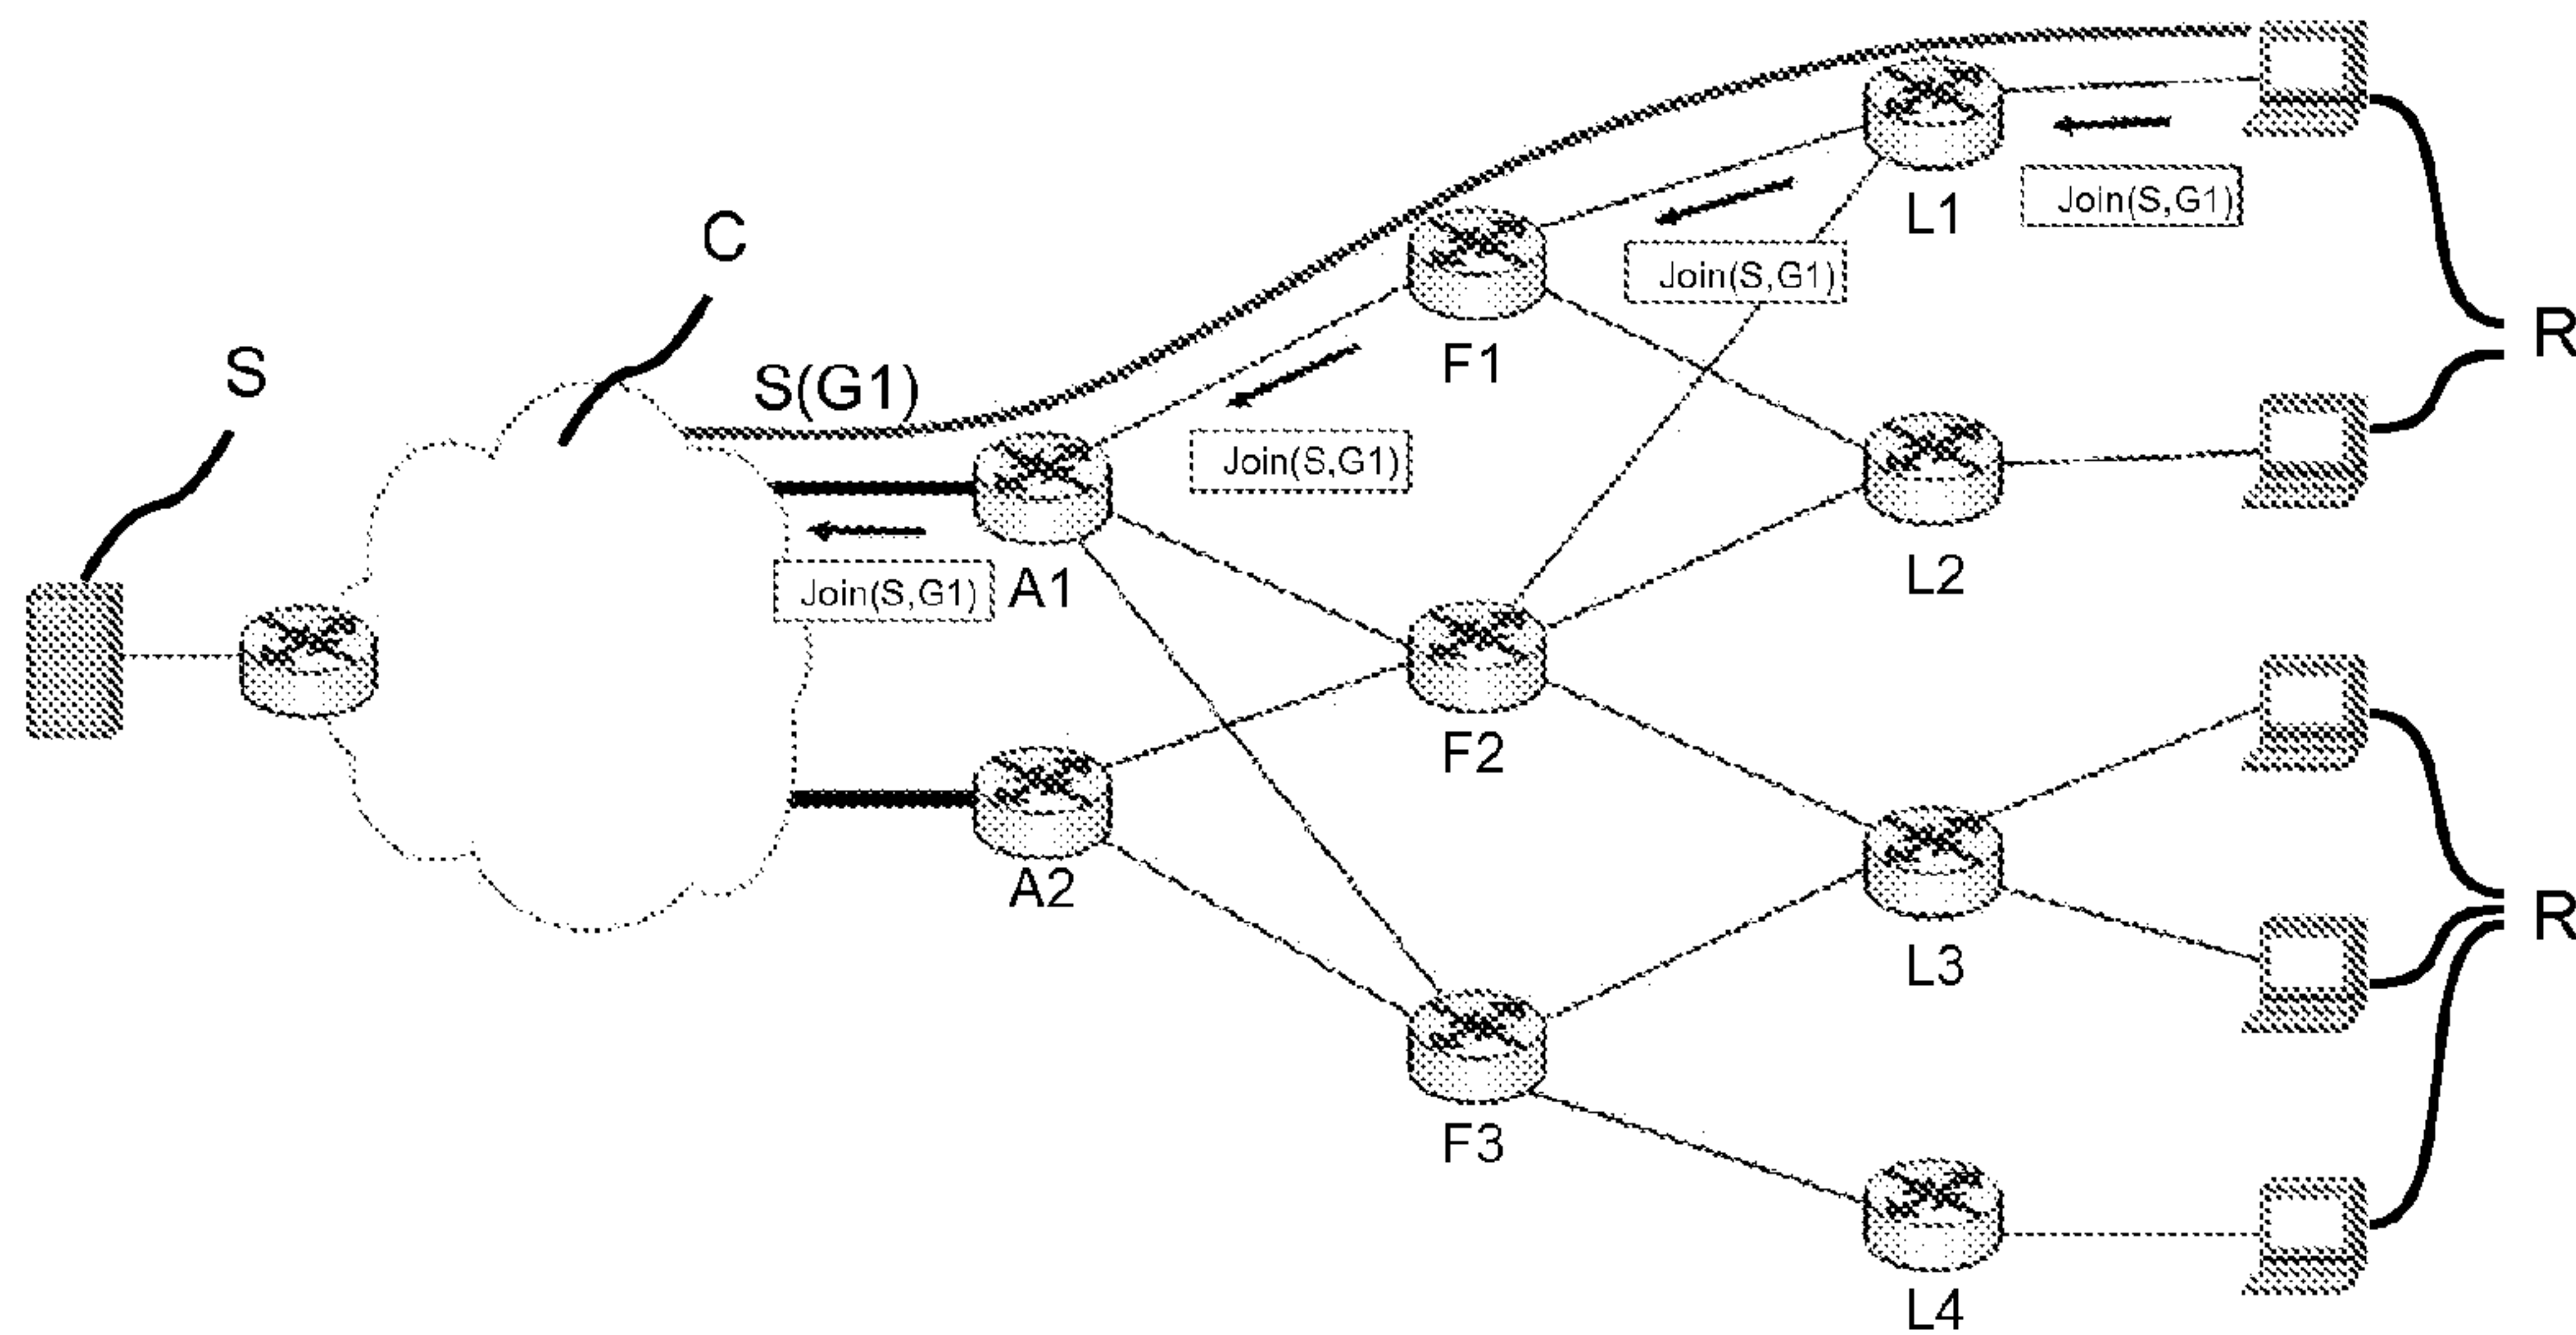 C
S
S(G1)
L1
Join(S,G1)
Join(S,G1)
F1
R
Join(S,G1)
Join(S,G1)
A1
L2
F2
A2
R
L3
F3
L4